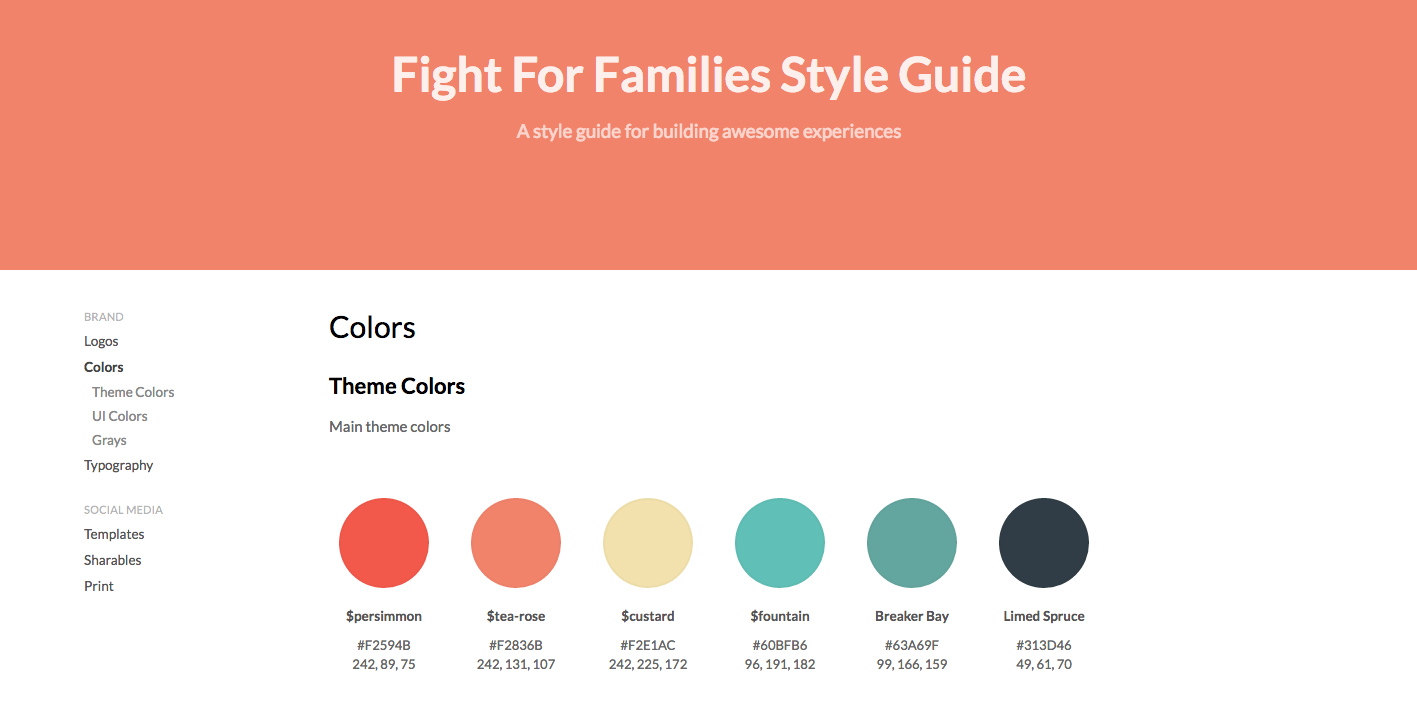 Fight For Families Style Guide
A style guide for building awesome experiences
BRAND
Logos
Colors
Theme Colors
UI Colors
Grays
Typography
SOCIAL MEDIA
Templates
Sharables
Print
Colors
Theme Colors
Main theme colors
$persimmon $tea-rose $custard $fountain Breaker Bay Limed Spruce
#F2594B #F2836B #F2E1AC #60BFB6 #63A69F #313D46
242, 89, 75 242, 131, 107 242, 225, 172 96, 191, 182 99, 166, 159 49, 61, 70